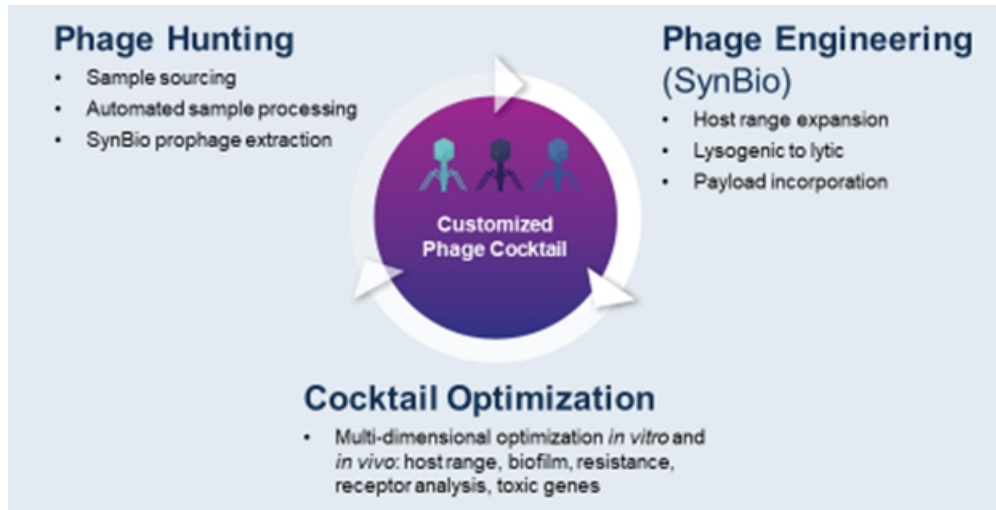 Phage Hunting
• Sample sourcing
• Automated sample processing
• SynBio prophage extraction
Phage Engineering
(SynBio)
• Host range expansion
• Lysogenic to lytic
• Payload incorporation
Customized
Phage Cocktail
Cocktail Optimization
• Multi-dimensional optimization in vitro and
in vivo: host range, biofilm, resistance,
receptor analysis, toxic genes